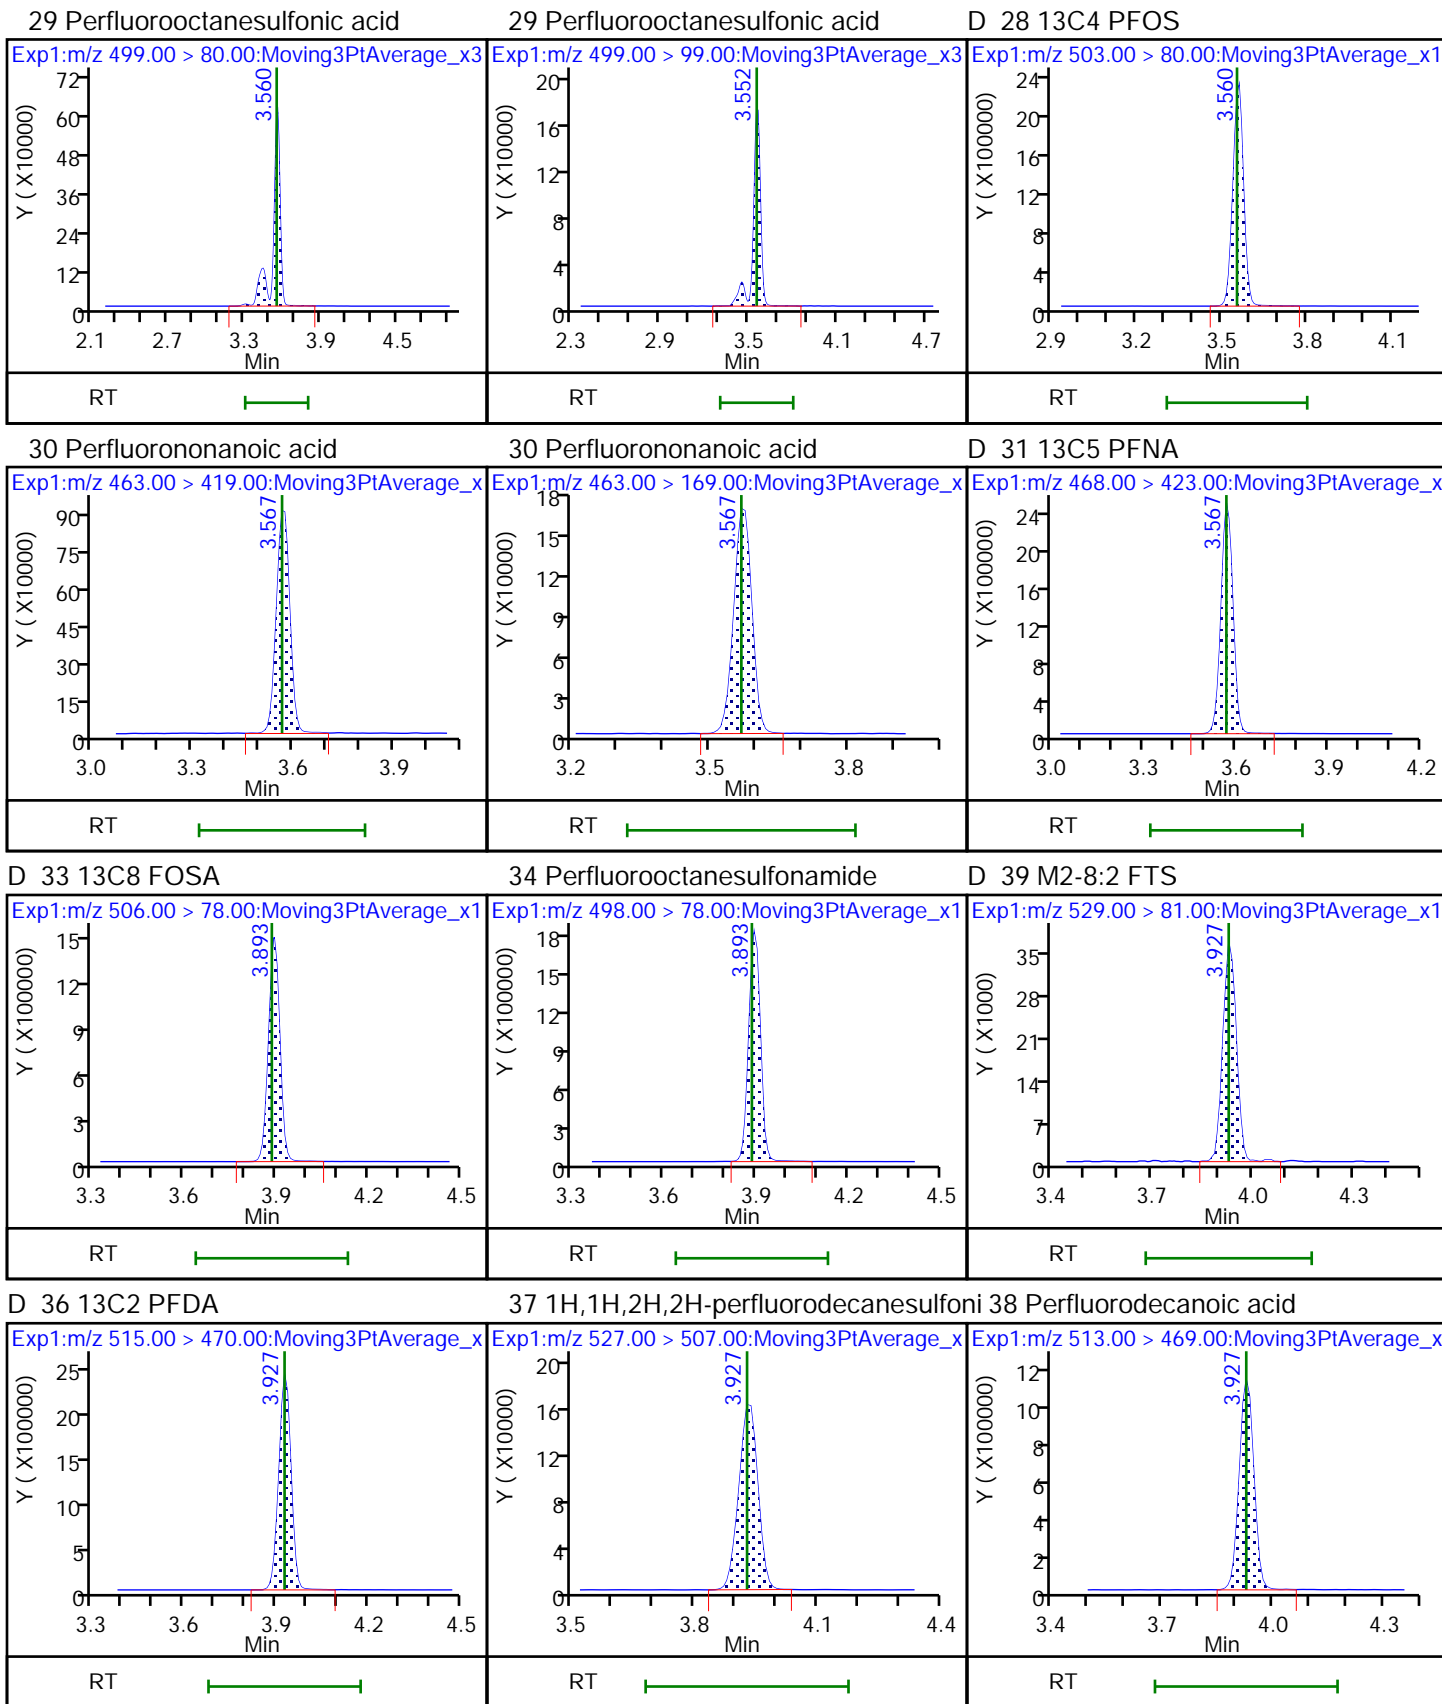 29 Perfluorooctanesulfonic acid
Exp1:m/z 499.00 > 80.00:Moving3PtAverage_x3
3.560
Y ( X10000)
72
60
48
36
24
12
0
2.1 2.7 3.3 3.9 4.5
Min
RT
29 Perfluorooctanesulfonic acid
Exp1:m/z 499.00 > 99.00:Moving3PtAverage_x3
3.552
Y ( X10000)
20
16
12
8
4
0
2.3 2.9 3.5 4.1 4.7
Min
RT
D 28 13C4 PFOS
Exp1:m/z 503.00 > 80.00:Moving3PtAverage_x1
3.560
Y ( X100000)
24
20
16
12
8
4
0
2.9 3.2 3.5 3.8 4.1
Min
RT
30 Perfluorononanoic acid
Exp1:m/z 463.00 > 419.00:Moving3PtAverage_x
3.567
Y ( X10000)
90
75
60
45
30
15
0
3.0 3.3 3.6 3.9
Min
RT
30 Perfluorononanoic acid
Exp1:m/z 463.00 > 169.00:Moving3PtAverage_x
3.567
Y ( X10000)
18
15
12
9
6
3
0
3.2 3.5 3.8
Min
RT
D 31 13C5 PFNA
Exp1:m/z 468.00 > 423.00:Moving3PtAverage_x
3.567
Y ( X100000)
24
20
16
12
8
4
0
3.0 3.3 3.6 3.9 4.2
Min
RT
D 33 13C8 FOSA
Exp1:m/z 506.00 > 78.00:Moving3PtAverage_x1
3.893
Y ( X100000)
15
12
9
6
3
0
3.3 3.6 3.9 4.2 4.5
Min
RT
34 Perfluorooctanesulfonamide
Exp1:m/z 498.00 > 78.00:Moving3PtAverage_x1
3.893
Y ( X100000)
18
15
12
9
6
3
0
3.3 3.6 3.9 4.2 4.5
Min
RT
D 39 M2-8:2 FTS
Exp1:m/z 529.00 > 81.00:Moving3PtAverage_x1
3.927
Y ( X1000)
35
28
21
14
7
0
3.4 3.7 4.0 4.3
Min
RT
D 36 13C2 PFDA
Exp1:m/z 515.00 > 470.00:Moving3PtAverage_x
3.927
Y ( X100000)
25
20
15
10
5
0
3.3 3.6 3.9 4.2 4.5
Min
RT
37 1H,1H,2H,2H-perfluorodecanesulfoni
Exp1:m/z 527.00 > 507.00:Moving3PtAverage_x
3.927
Y ( X10000)
20
16
12
8
4
0
3.5 3.8 4.1 4.4
Min
RT
38 Perfluorodecanoic acid
Exp1:m/z 513.00 > 469.00:Moving3PtAverage_x
3.927
Y ( X100000)
12
10
8
6
4
2
0
3.4 3.7 4.0 4.3
Min
RT